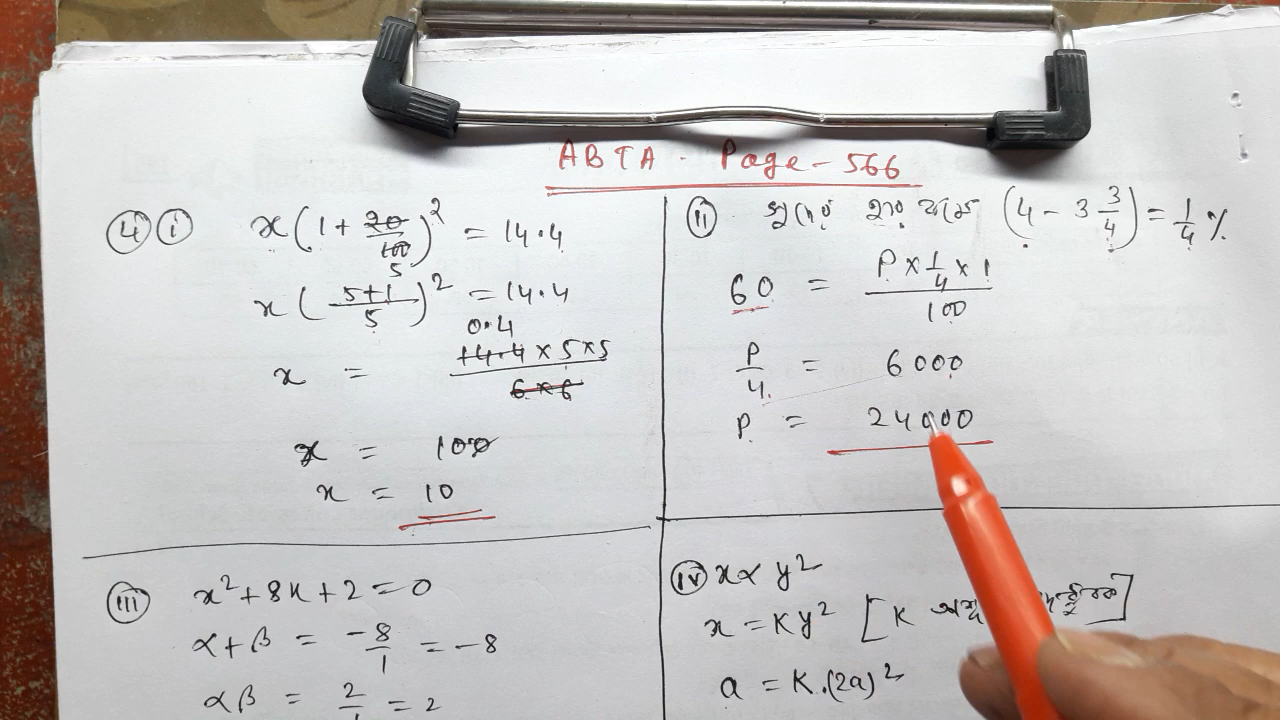 ABTA. Page-566
④ ⓘ x(1 + 20/100)² = 14.4
5
x(5+1/5)² = 14.4
0.4
x = 14.4 × 5×5/6×6
x = 100
x = 10
ⅱ সুদের হার কমে (4 - 3 3/4) = 1/4 %
60 = P × 1/4 × 1/100
P/4 = 6000
P = 24000
ⅲ x² + 8x + 2 = 0
α+β = -8/1 = -8
αβ = 2/1 = 2
ⅳ x ∝ y²
x = Ky² [K
a = K.(2a)²